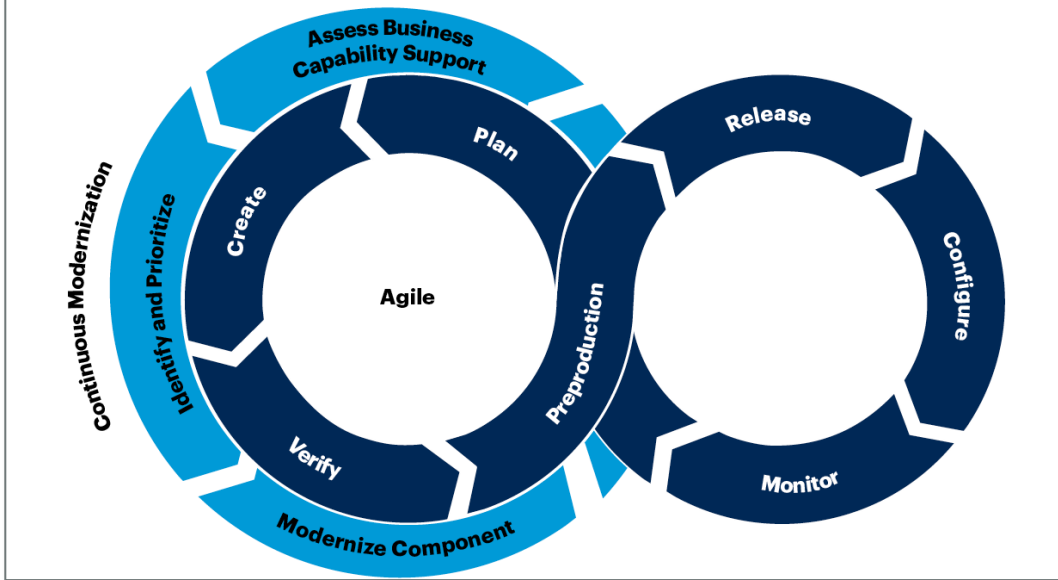 Assess Business
Capability Support
Plan
Release
Create
Configure
Continuous Modernization
Identify and Prioritize
Agile
Preproduction
Verify
Monitor
Modernize Component